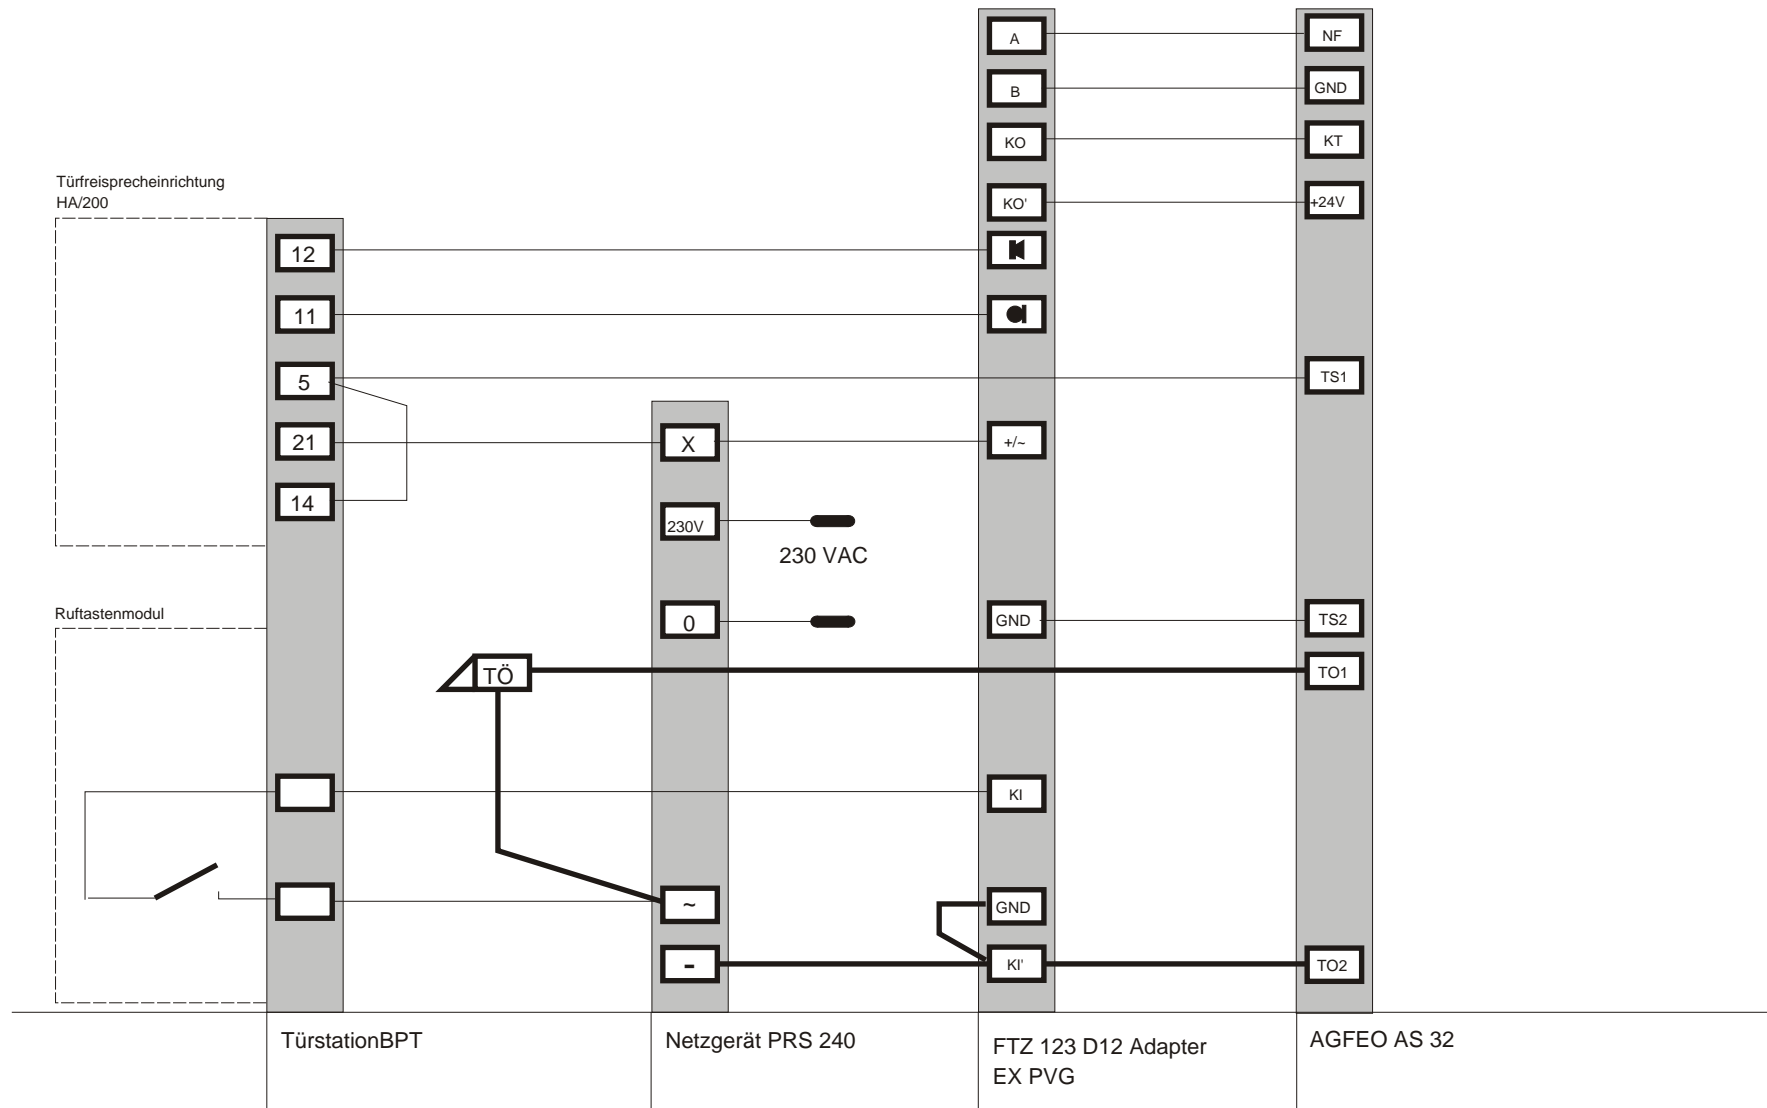 A
NF
B
GND
KO
KT
Türfreisprecheinrichtung
HA/200
KO'
+24V
12
11
5
TS1
21
X
+/~
14
230V
230 VAC
Ruftastenmodul
0
GND
TS2
TÖ
TO1
KI
~
GND
-
KI'
TO2
TürstationBPT
Netzgerät PRS 240
FTZ 123 D12 Adapter
EX PVG
AGFEO AS 32